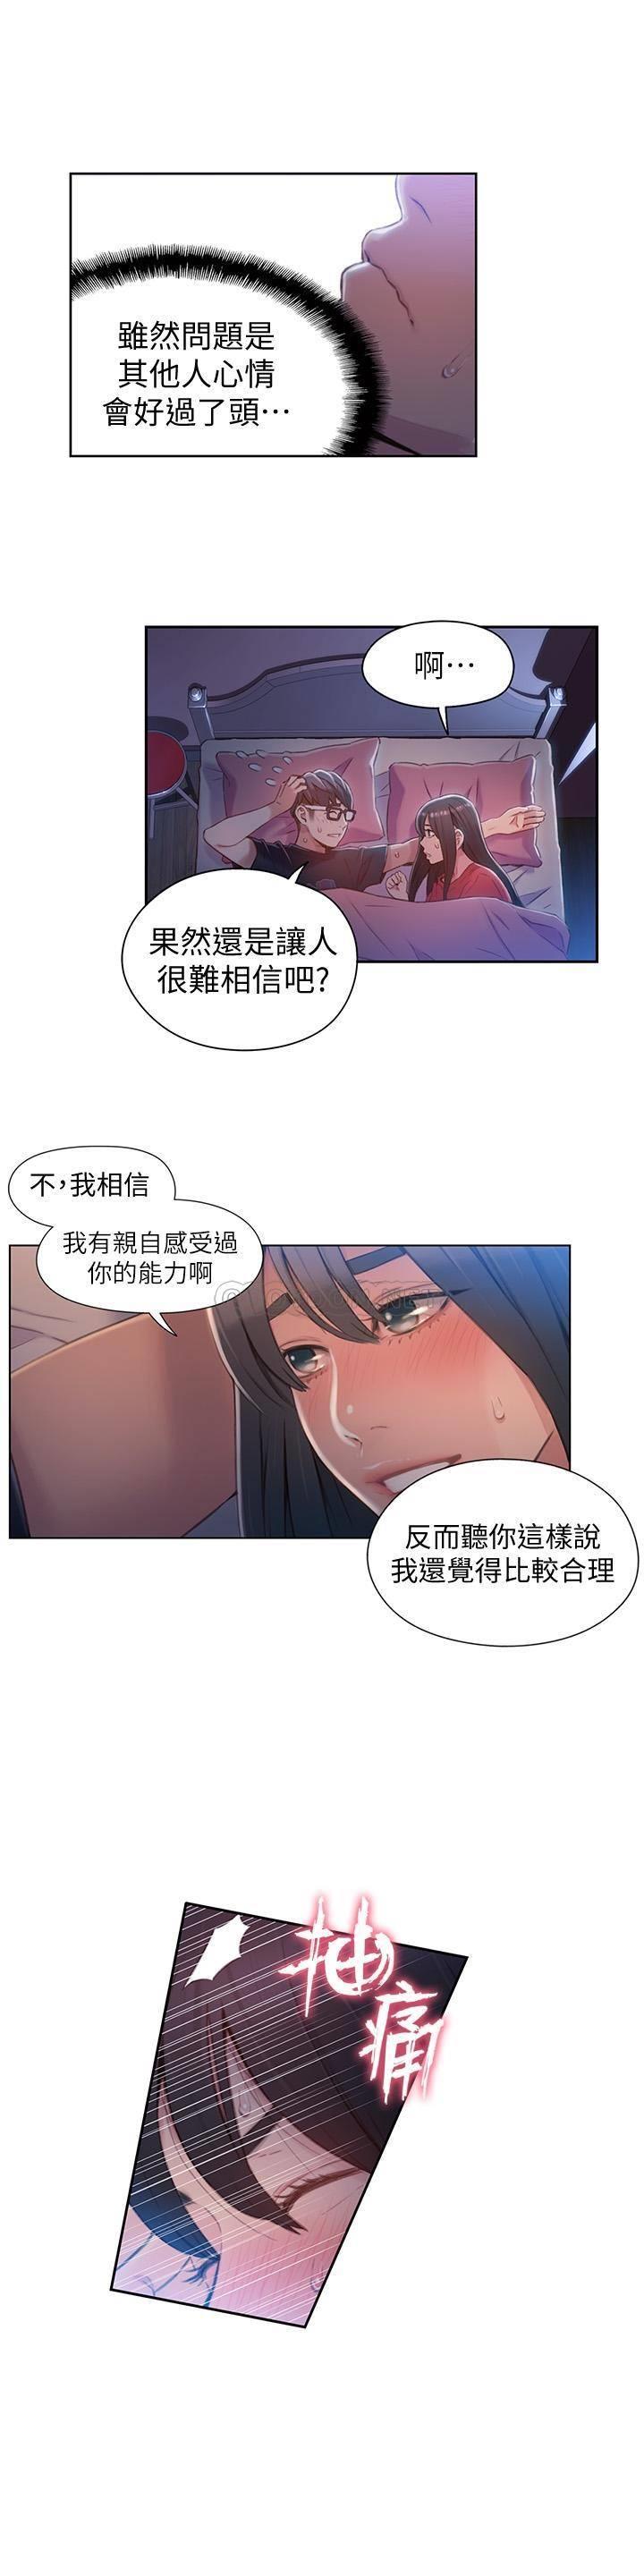 雖然問題是
其他人心情
會好過了頭…
啊…
果然還是讓人
很難相信吧?
不，我相信
我有親自感受過
你的能力啊
反而聽你這樣說
我還覺得比較合理
抽痛